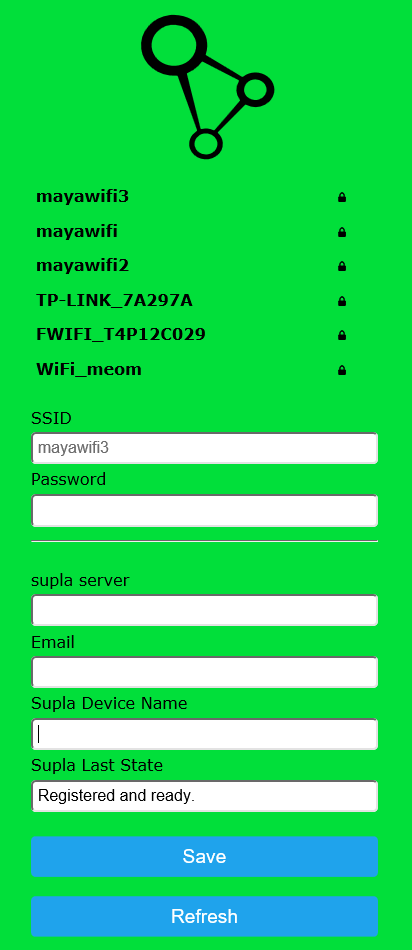 mayawifi3
mayawifi
mayawifi2
TP-LINK_7A297A
FWIFI_T4P12C029
WiFi_meom
SSID
mayawifi3
Password
supla server
Email
Supla Device Name
Supla Last State
Registered and ready.
Save
Refresh